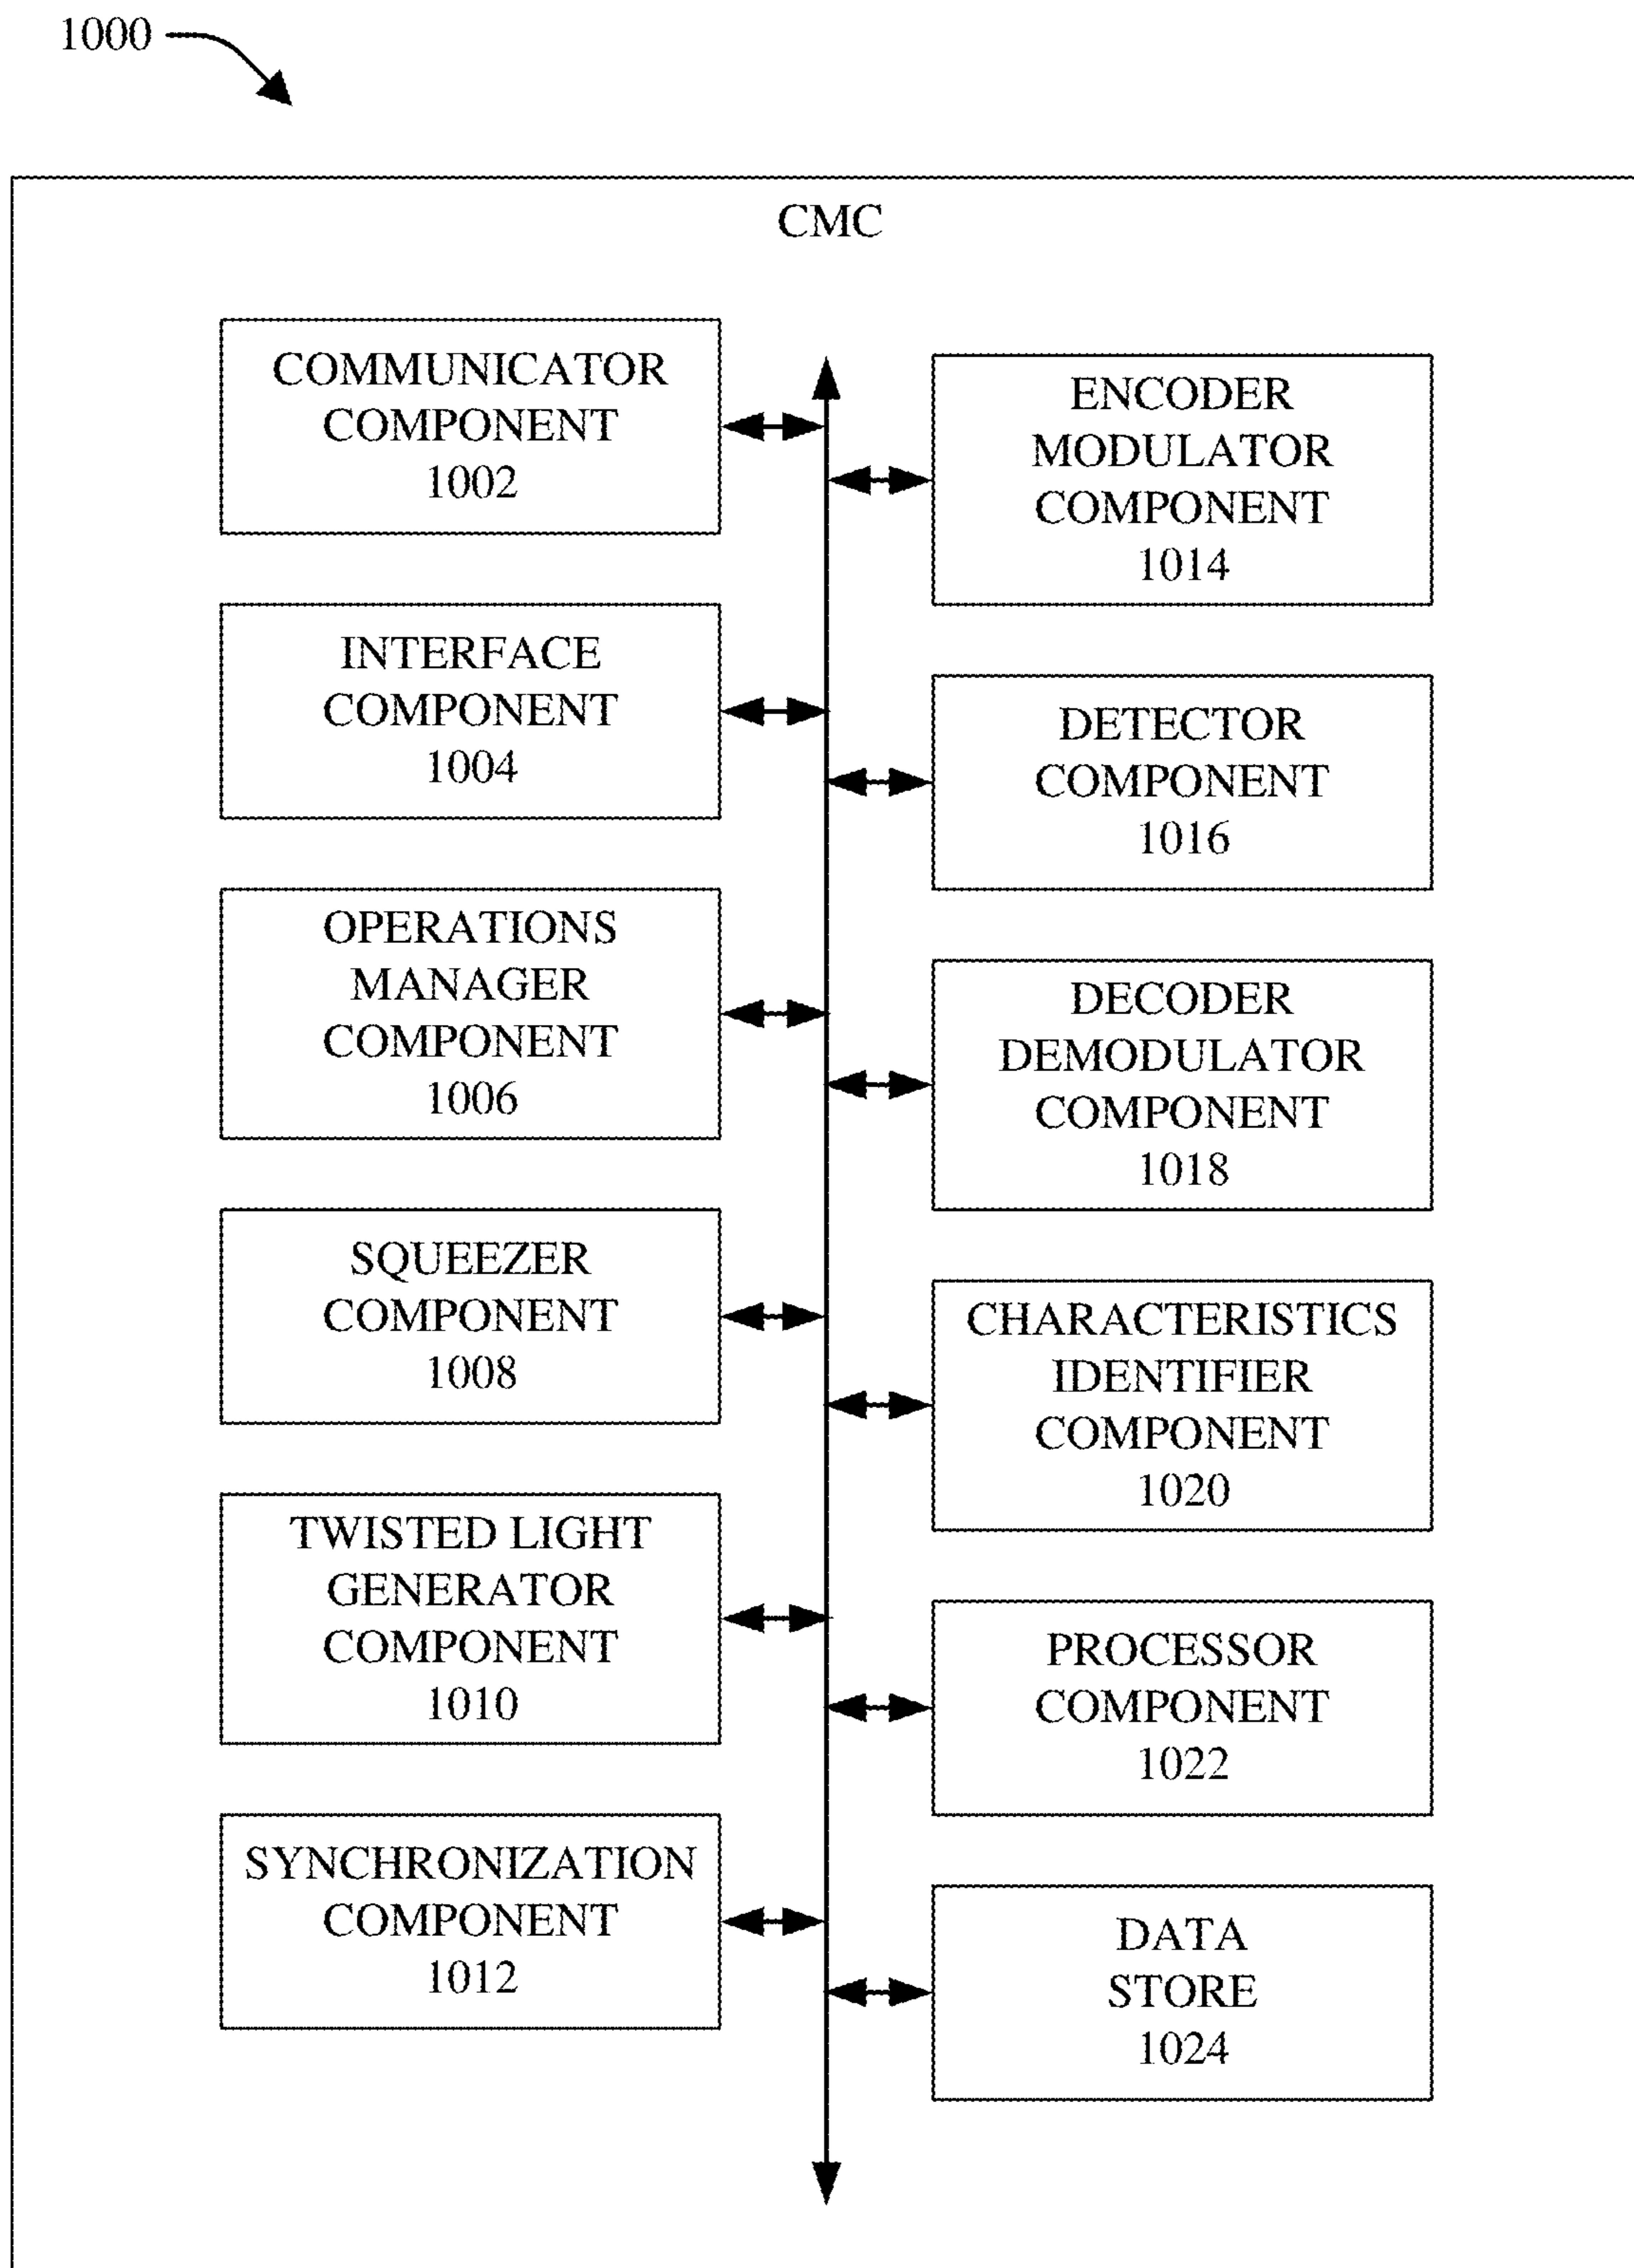 1000
CMC
COMMUNICATOR
COMPONENT
1002
INTERFACE
COMPONENT
1004
OPERATIONS
MANAGER
COMPONENT
1006
SQUEEZER
COMPONENT
1008
TWISTED LIGHT
GENERATOR
COMPONENT
1010
SYNCHRONIZATION
COMPONENT
1012
ENCODER
MODULATOR
COMPONENT
1014
DETECTOR
COMPONENT
1016
DECODER
DEMODULATOR
COMPONENT
1018
CHARACTERISTICS
IDENTIFIER
COMPONENT
1020
PROCESSOR
COMPONENT
1022
DATA
STORE
1024